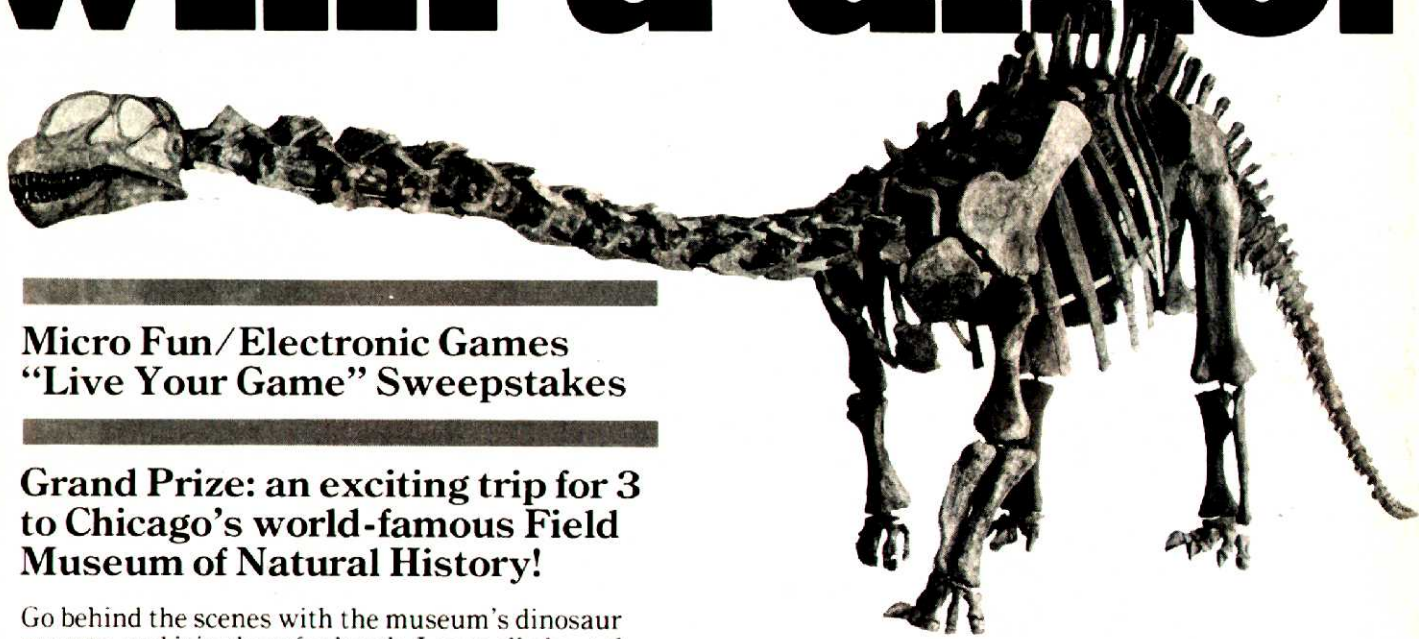 Micro Fun/Electronic Games
“Live Your Game” Sweepstakes
Grand Prize: an exciting trip for 3
to Chicago’s world-famous Field
Museum of Natural History!
Go behind the scenes with the museum’s dinosaur